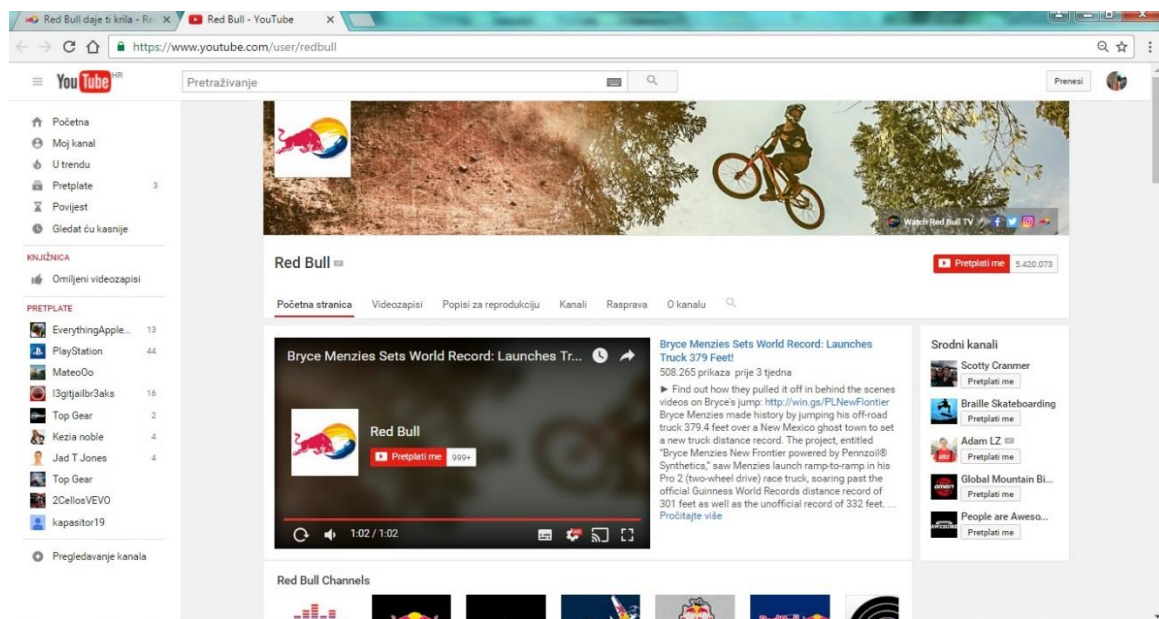 Red Bull daje ti krila - Re
Red Bull - YouTube
https://www.youtube.com/user/redbull
YouTube HR
Pretraživanje
Prenesi
Početna
Moj kanal
U trendu
Pretplate 3
Povijest
Gledat ću kasnije
KNJIŽNICA
Omiljeni videozapisi
PRETPLATE
EverythingApple... 13
PlayStation 44
MateoOo
l3gitjailbr3aks 16
Top Gear 2
Kezia noble 4
Jad T Jones 4
Top Gear
2CellosVEVO
kapasitor19
Pregledavanje kanala
Watch Red Bull TV
Red Bull
Pretplati me 5.420.073
Početna stranica Videozapisi Popisi za reprodukciju Kanali Rasprava O kanalu
Bryce Menzies Sets World Record: Launches Tr...
Red Bull
Pretplati me 999+
1:02 / 1:02
Bryce Menzies Sets World Record: Launches
Truck 379 Feet!
508.265 prikaza prije 3 tjedna
► Find out how they pulled it off in behind the scenes
videos on Bryce's jump: http://win.gs/PLNewFlontier
Bryce Menzies made history by jumping his off-road
truck 379.4 feet over a New Mexico ghost town to set
a new truck distance record. The project, entitled
"Bryce Menzies New Frontier powered by Pennzoil®
Synthetics," saw Menzies launch ramp-to-ramp in his
Pro 2 (two-wheel drive) race truck, soaring past the
official Guinness World Records distance record of
301 feet as well as the unofficial record of 332 feet. ...
Pročitajte više
Srodni kanali
Scotty Cranmer
Pretplati me
Braille Skateboarding
Pretplati me
Adam LZ
Pretplati me
Global Mountain Bi...
Pretplati me
People are Aweso...
Pretplati me
Red Bull Channels